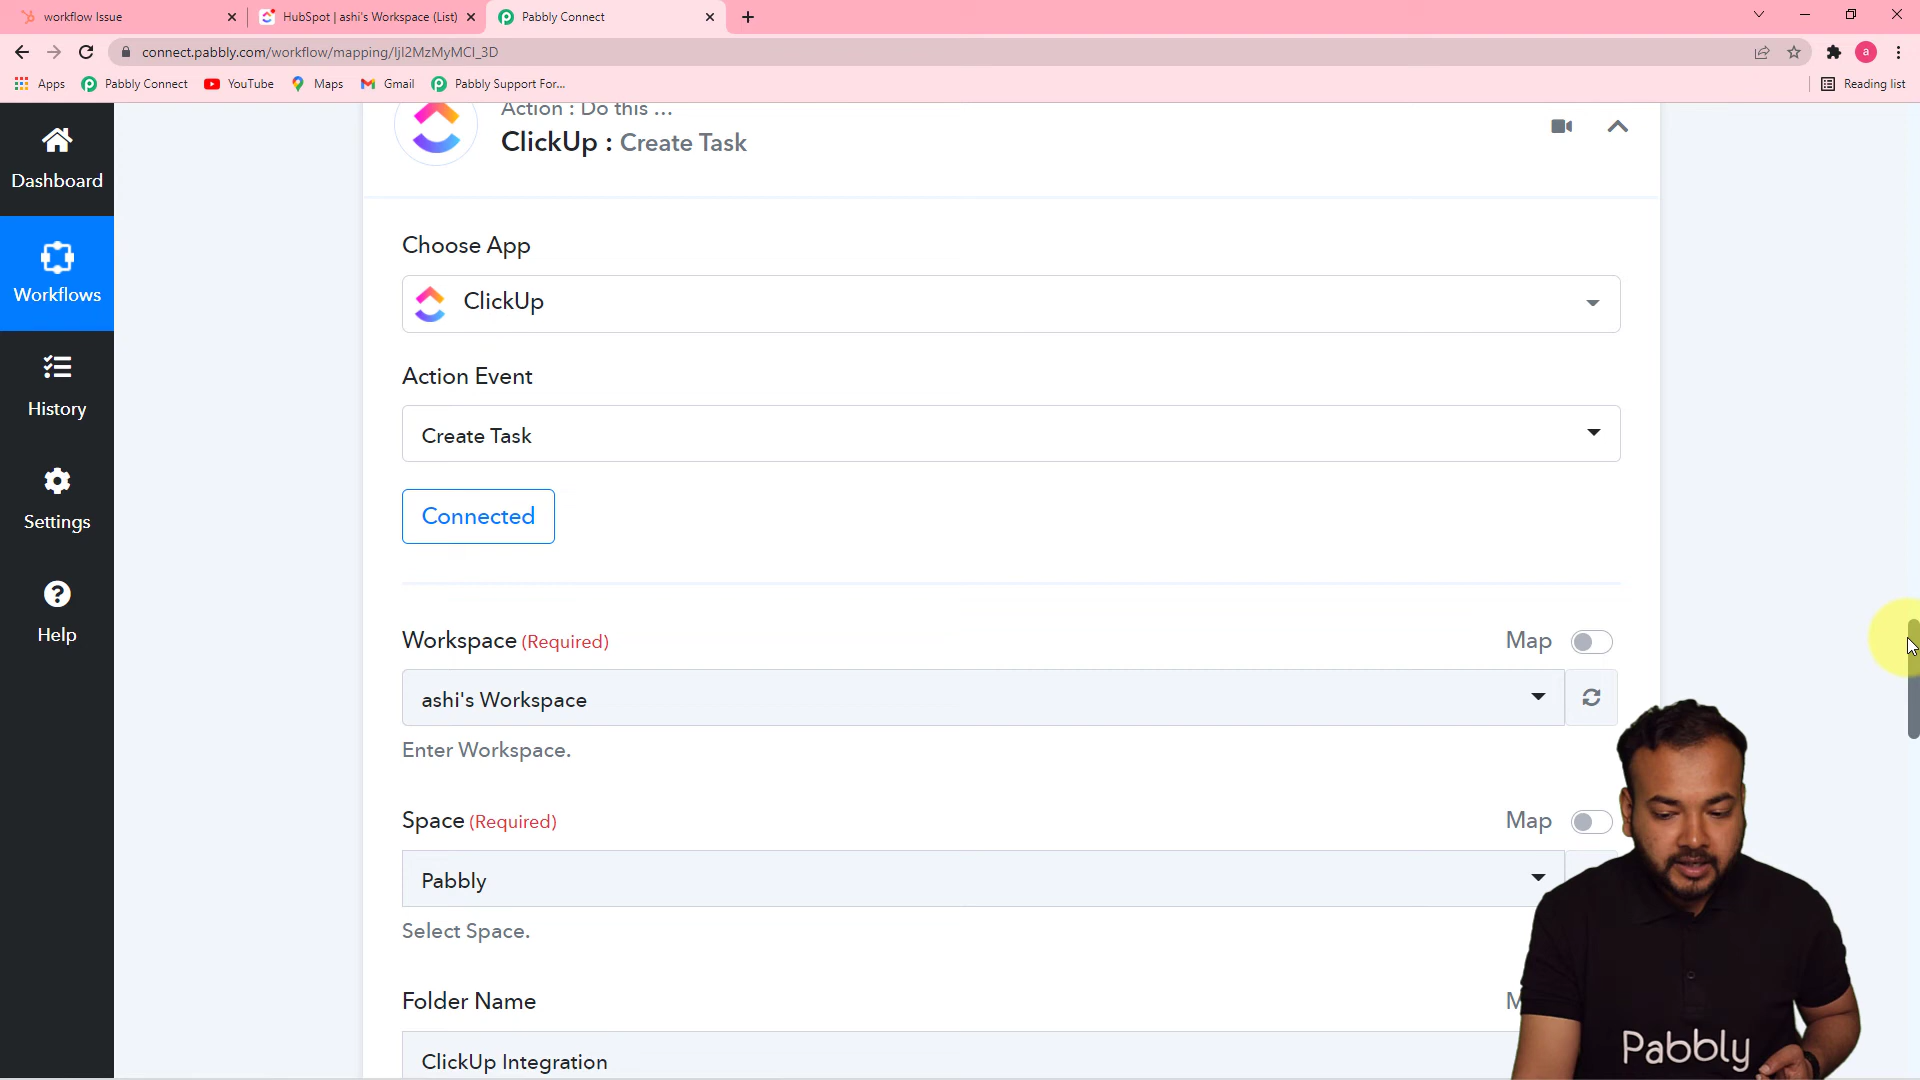 workflow Issue
HubSpot | ashi's Workspace (List)
Pabbly Connect
connect.pabbly.com/workflow/mapping/IjI2MzMyMCI_3D
a
Apps
Pabbly Connect
YouTube
Maps
Gmail
Pabbly Support For...
Reading list
Dashboard
Workflows
History
Settings
Help
Action : Do this ...
ClickUp : Create Task
Choose App
ClickUp
Action Event
Create Task
Connected
Workspace (Required)
Map
ashi's Workspace
Enter Workspace.
Space (Required)
Map
Pabbly
Select Space.
Folder Name
ClickUp Integration
Pabbly